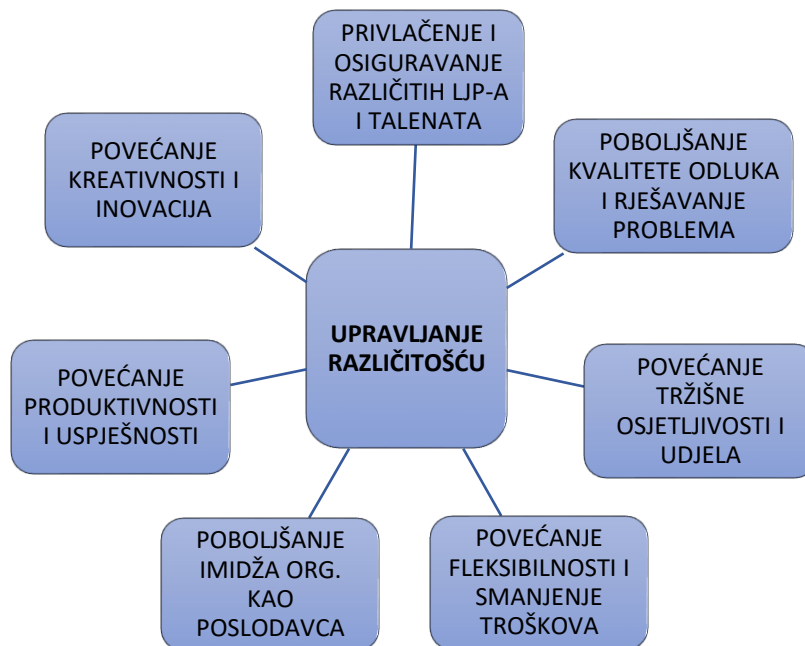 PRIVLAČENJE I
OSIGURAVANJE
RAZLIČITIH LJP-A
I TALENATA
POBOLJŠANJE
KVALITETE ODLUKA
I RJEŠAVANJE
PROBLEMA
POVEĆANJE
TRŽIŠNE
OSJETLJIVOSTI I
UDJELA
POVEĆANJE
FLEKSIBILNOSTI I
SMANJENJE
TROŠKOVA
POBOLJŠANJE
IMIDŽA ORG.
KAO
POSLODAVCA
POVEĆANJE
PRODUKTIVNOSTI
I USPJEŠNOSTI
POVEĆANJE
KREATIVNOSTI I
INOVACIJA
UPRAVLJANJE
RAZLIČITOŠĆU